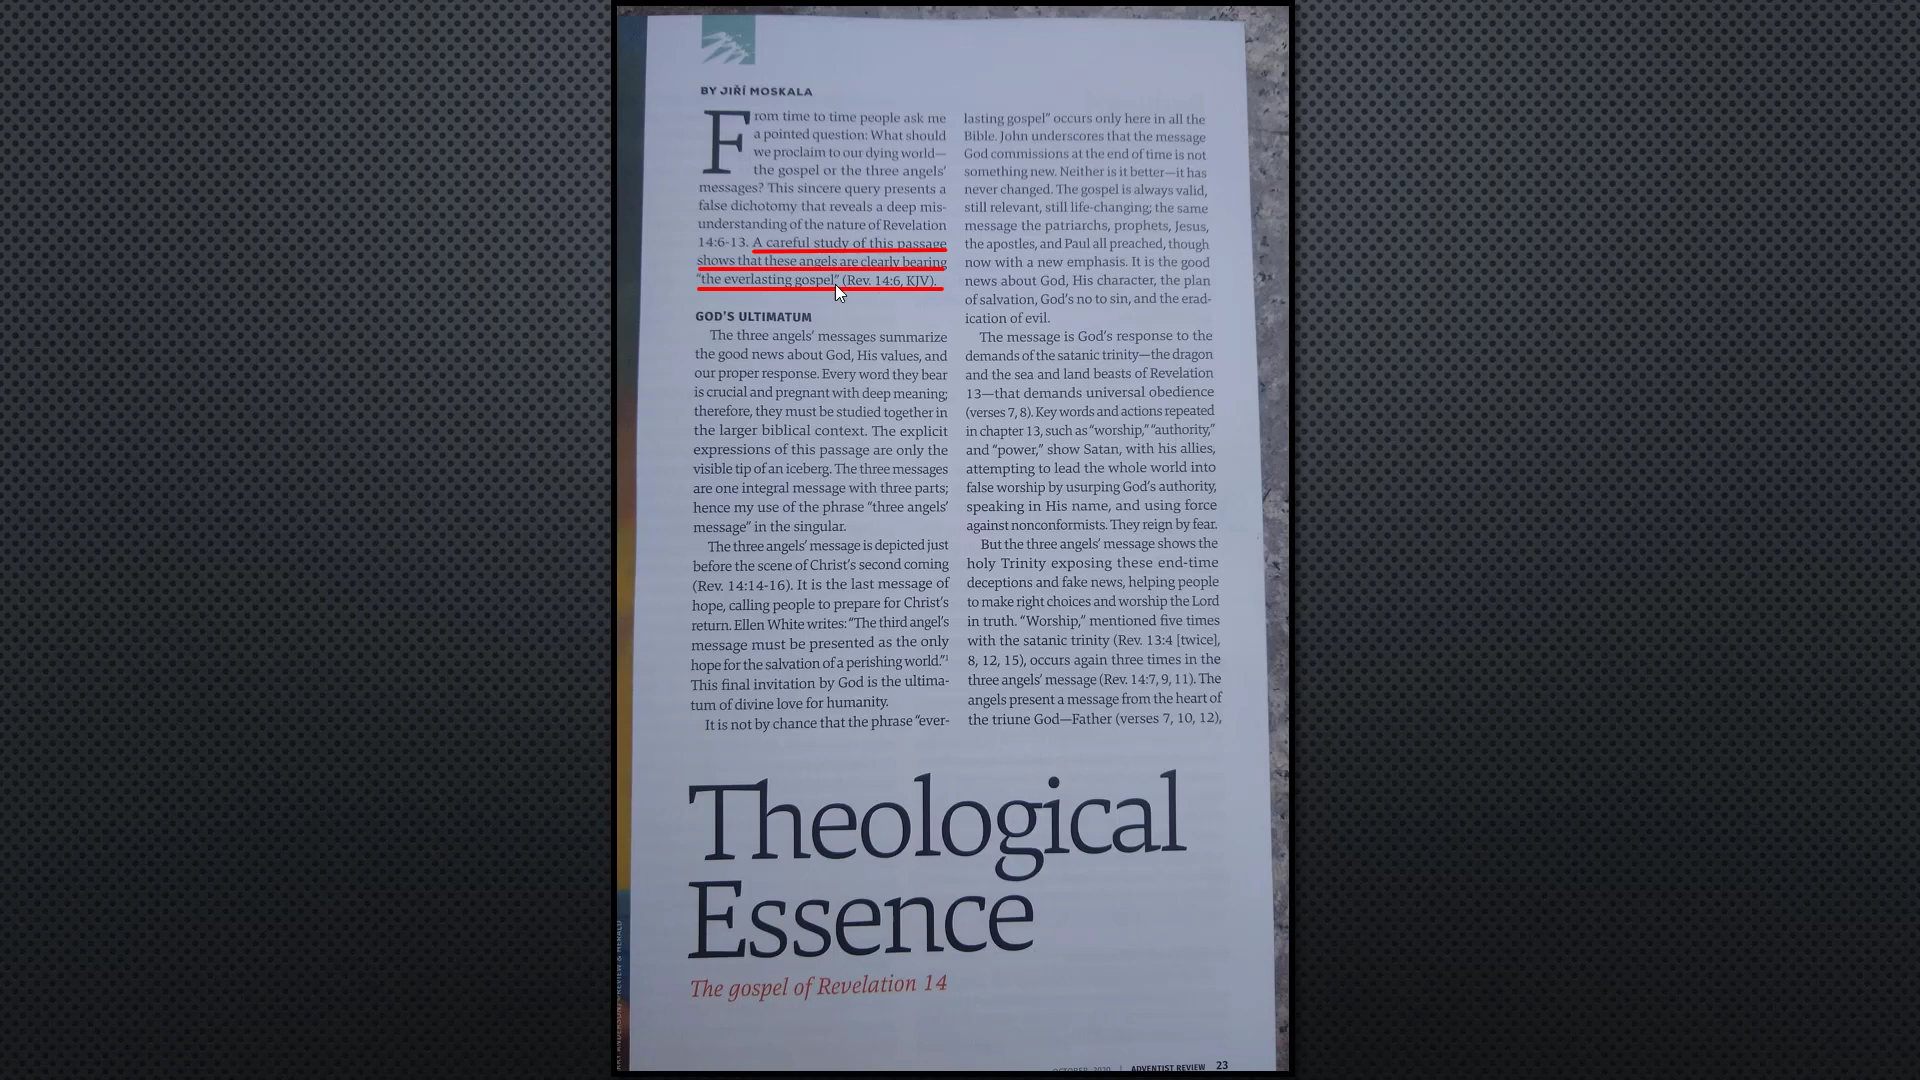 BY JIŘÍ MOSKALA
From time to time people ask me
a pointed question: What should
we proclaim to our dying world—
the gospel or the three angels'
messages? This sincere query presents a
false dichotomy that reveals a deep mis-
understanding of the nature of Revelation
14:6-13. A careful study of this passage
shows that these angels are clearly bearing
"the everlasting gospel" (Rev. 14:6, KJV).
GOD'S ULTIMATUM
The three angels' messages summarize
the good news about God, His values, and
our proper response. Every word they bear
is crucial and pregnant with deep meaning;
therefore, they must be studied together in
the larger biblical context. The explicit
expressions of this passage are only the
visible tip of an iceberg. The three messages
are one integral message with three parts;
hence my use of the phrase "three angels'
message" in the singular.
The three angels' message is depicted just
before the scene of Christ's second coming
(Rev. 14:14-16). It is the last message of
hope, calling people to prepare for Christ's
return. Ellen White writes: "The third angel's
message must be presented as the only
hope for the salvation of a perishing world."1
This final invitation by God is the ultima-
tum of divine love for humanity.
It is not by chance that the phrase "ever-
lasting gospel" occurs only here in all the
Bible. John underscores that the message
God commissions at the end of time is not
something new. Neither is it better—it has
never changed. The gospel is always valid,
still relevant, still life-changing; the same
message the patriarchs, prophets, Jesus,
the apostles, and Paul all preached, though
now with a new emphasis. It is the good
news about God, His character, the plan
of salvation, God's no to sin, and the erad-
ication of evil.
The message is God's response to the
demands of the satanic trinity—the dragon
and the sea and land beasts of Revelation
13—that demands universal obedience
(verses 7, 8). Key words and actions repeated
in chapter 13, such as "worship," "authority,"
and "power," show Satan, with his allies,
attempting to lead the whole world into
false worship by usurping God's authority,
speaking in His name, and using force
against nonconformists. They reign by fear.
But the three angels' message shows the
holy Trinity exposing these end-time
deceptions and fake news, helping people
to make right choices and worship the Lord
in truth. "Worship," mentioned five times
with the satanic trinity (Rev. 13:4 [twice],
8, 12, 15), occurs again three times in the
three angels' message (Rev. 14:7, 9, 11). The
angels present a message from the heart of
the triune God—Father (verses 7, 10, 12),
Theological
Essence
The gospel of Revelation 14
OCTOBER 2020 | ADVENTIST REVIEW 23